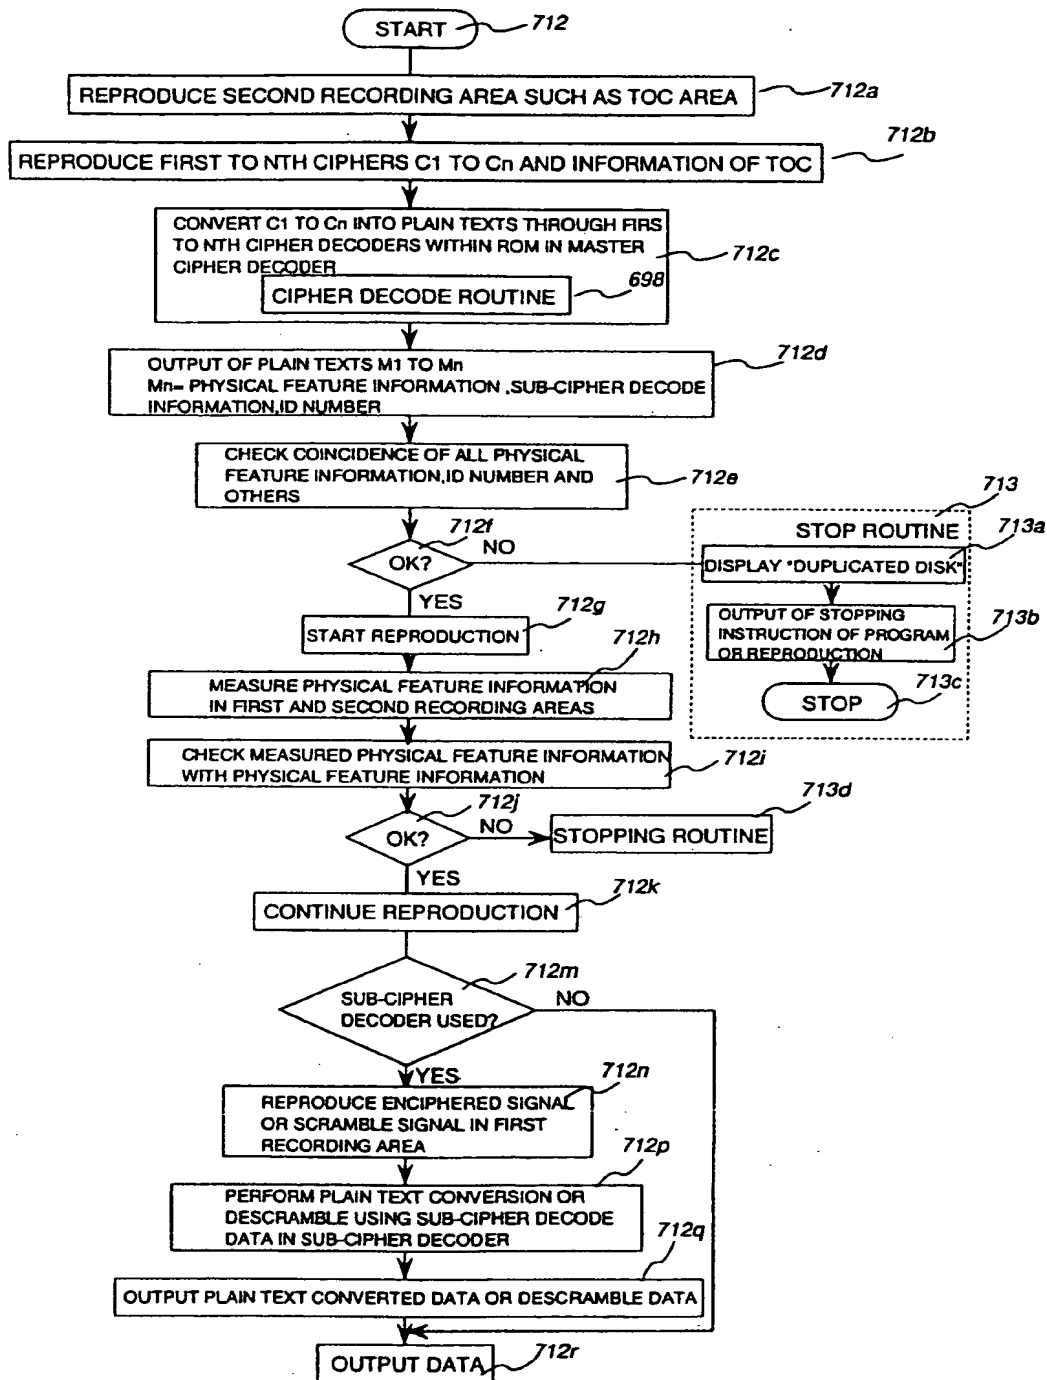 START
712
REPRODUCE SECOND RECORDING AREA SUCH AS TOC AREA
712a
712b
REPRODUCE FIRST TO NTH CIPHERS C1 TO Cn AND INFORMATION OF TOC
CONVERT C1 TO Cn INTO PLAIN TEXTS THROUGH FIRS
TO NTH CIPHER DECODERS WITHIN ROM IN MASTER
CIPHER DECODER
712c
698
CIPHER DECODE ROUTINE
712d
OUTPUT OF PLAIN TEXTS M1 TO Mn
Mn= PHYSICAL FEATURE INFORMATION ,SUB-CIPHER DECODE
INFORMATION,ID NUMBER
CHECK COINCIDENCE OF ALL PHYSICAL
FEATURE INFORMATION,ID NUMBER AND
OTHERS
712e
712f
OK?
NO
YES
713
STOP ROUTINE
713a
DISPLAY "DUPLICATED DISK"
OUTPUT OF STOPPING
INSTRUCTION OF PROGRAM
OR REPRODUCTION
713b
STOP
713c
712g
START REPRODUCTION
712h
MEASURE PHYSICAL FEATURE INFORMATION
IN FIRST AND SECOND RECORDING AREAS
CHECK MEASURED PHYSICAL FEATURE INFORMATION
WITH PHYSICAL FEATURE INFORMATION
712i
712j
OK?
NO
713d
STOPPING ROUTINE
YES
712k
CONTINUE REPRODUCTION
712m
SUB-CIPHER
DECODER USED?
NO
YES
712n
REPRODUCE ENCIPHERED SIGNAL
OR SCRAMBLE SIGNAL IN FIRST
RECORDING AREA
712p
PERFORM PLAIN TEXT CONVERSION OR
DESCRAMBLE USING SUB-CIPHER DECODE
DATA IN SUB-CIPHER DECODER
712q
OUTPUT PLAIN TEXT CONVERTED DATA OR DESCRAMBLE DATA
OUTPUT DATA
712r